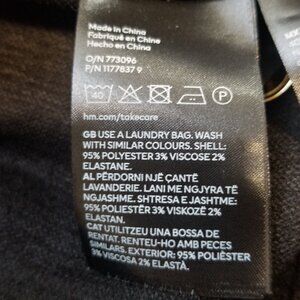 Made in China
Fabriqué en Chine
Hecho en China
O/N 773096
P/N 1177837 9
40
P
hm.com/takecare
GB USE A LAUNDRY BAG. WASH
WITH SIMILAR COLOURS. SHELL:
95% POLYESTER 3% VISCOSE 2%
ELASTANE.
AL PËRDORNI NJË ÇANTË
LAVANDERIE. LANI ME NGJYRA TË
NGJASHME. SHTRESA E JASHTME:
95% POLIESTËR 3% VISKOZË 2%
ELASTAN.
CAT UTILITZEU UNA BOSSA DE
RENTAT. RENTEU-HO AMB PECES
SIMILARS. EXTERIOR: 95% POLIÈSTER
3% VISCOSA 2% ELASTÀ